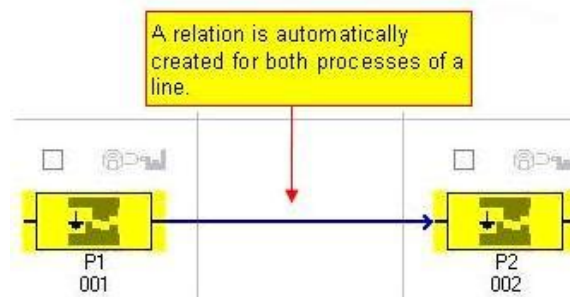 A relation is automatically
created for both processes of a
line.
P1
001
P2
002